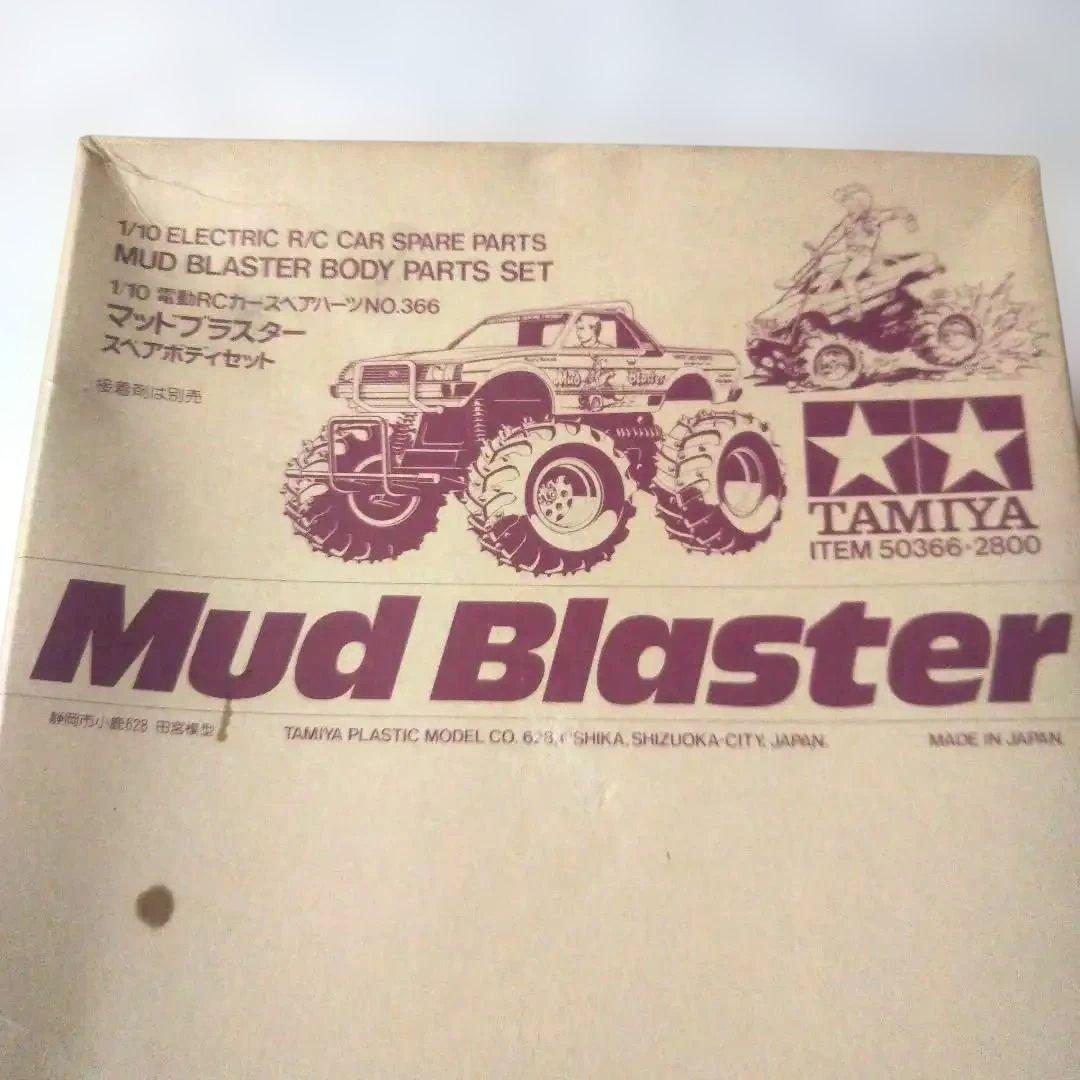 1/10 ELECTRIC R/C CAR SPARE PARTS
MUD BLASTER BODY PARTS SET
1/10 電動RCカースペアパーツNO.366
マッドブラスター
スペアボディセット
接着剤は別売
Mud Blaster
TAMIYA
ITEM 50366・2800
Mud Blaster
静岡市小鹿628 田宮模型
TAMIYA PLASTIC MODEL CO. 628, OSHIKA, SHIZUOKA-CITY, JAPAN.
MADE IN JAPAN.